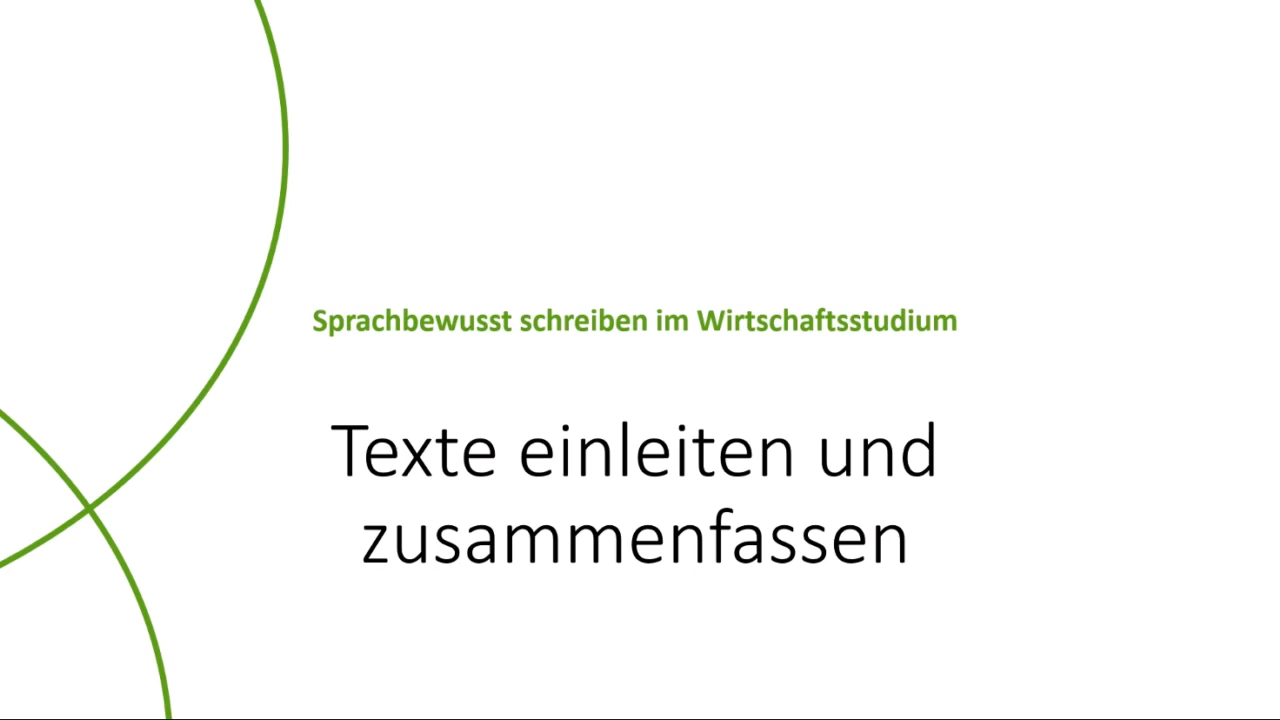 Sprachbewusst schreiben im Wirtschaftsstudium
Texte einleiten und
zusammenfassen